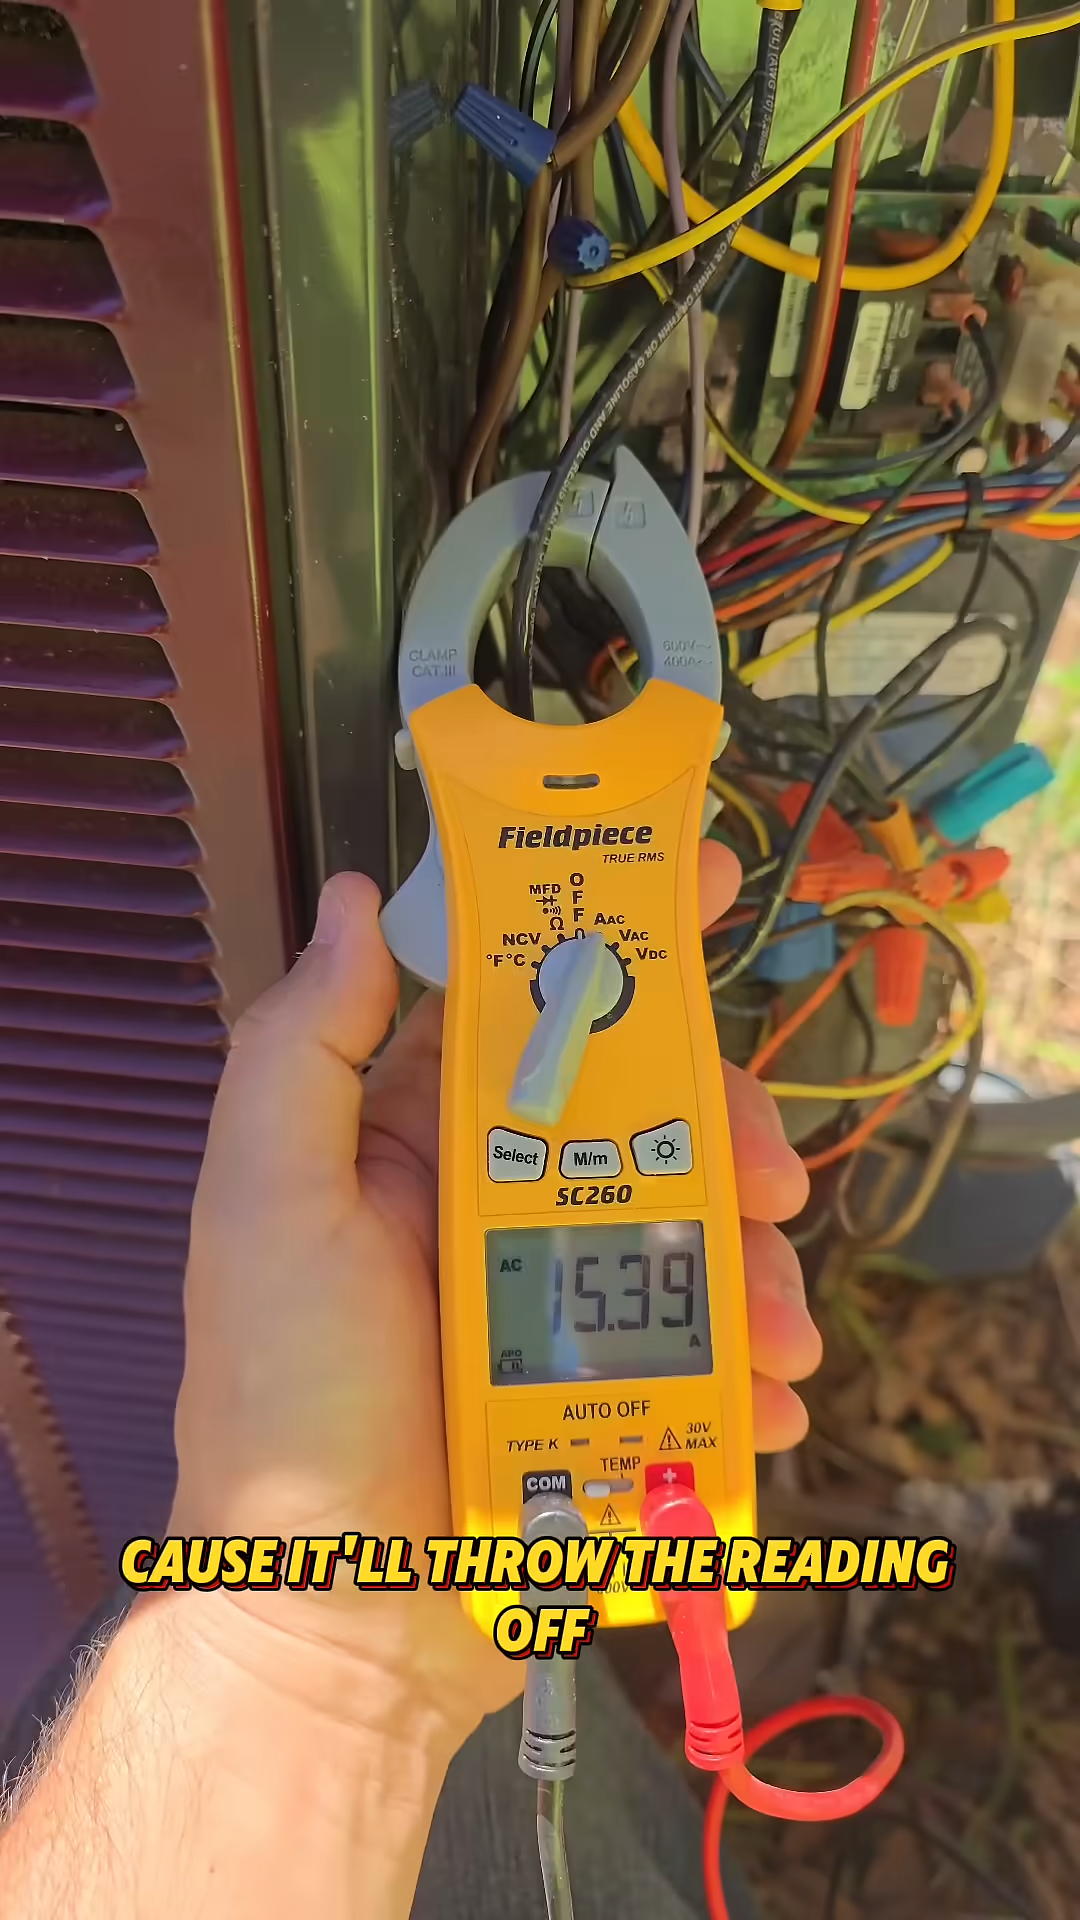 CLAMP
CAT.III
600V~
400A~
Fieldpiece
TRUE RMS
MFD
OFF
Ω
AAC
NCV
VAC
°F°C
VDC
Select
M/m
SC260
AC
15.39
A
APO
AUTO OFF
TYPE K
30V
MAX
TEMP
COM
+
CAUSE IT'LL THROW THE READING
OFF